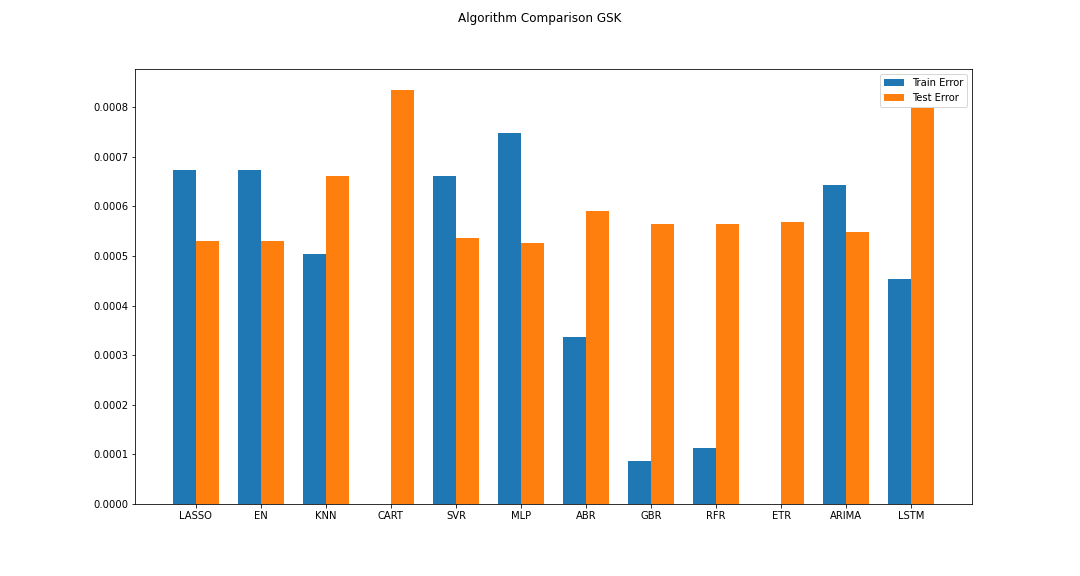 Algorithm Comparison GSK
Train Error
Test Error
0.0008
0.0007
0.0006
0.0005
0.0004
0.0003
0.0002
0.0001
0.0000
LASSO EN KNN CART SVR MLP ABR GBR RFR ETR ARIMA LSTM